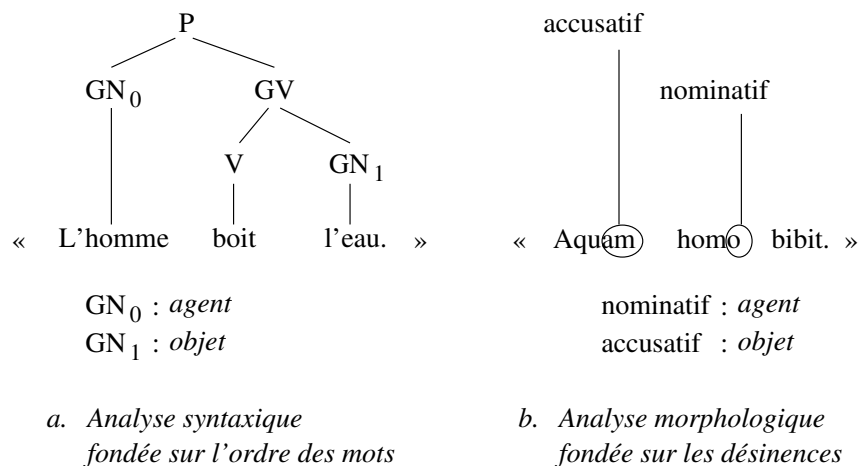 P
GN0 GV
V GN1
« L'homme boit l'eau. »
GN0 : agent
GN1 : objet
a. Analyse syntaxique
fondée sur l'ordre des mots
accusatif
nominatif
« Aquam homo bibit. »
nominatif : agent
accusatif : objet
b. Analyse morphologique
fondée sur les désinences